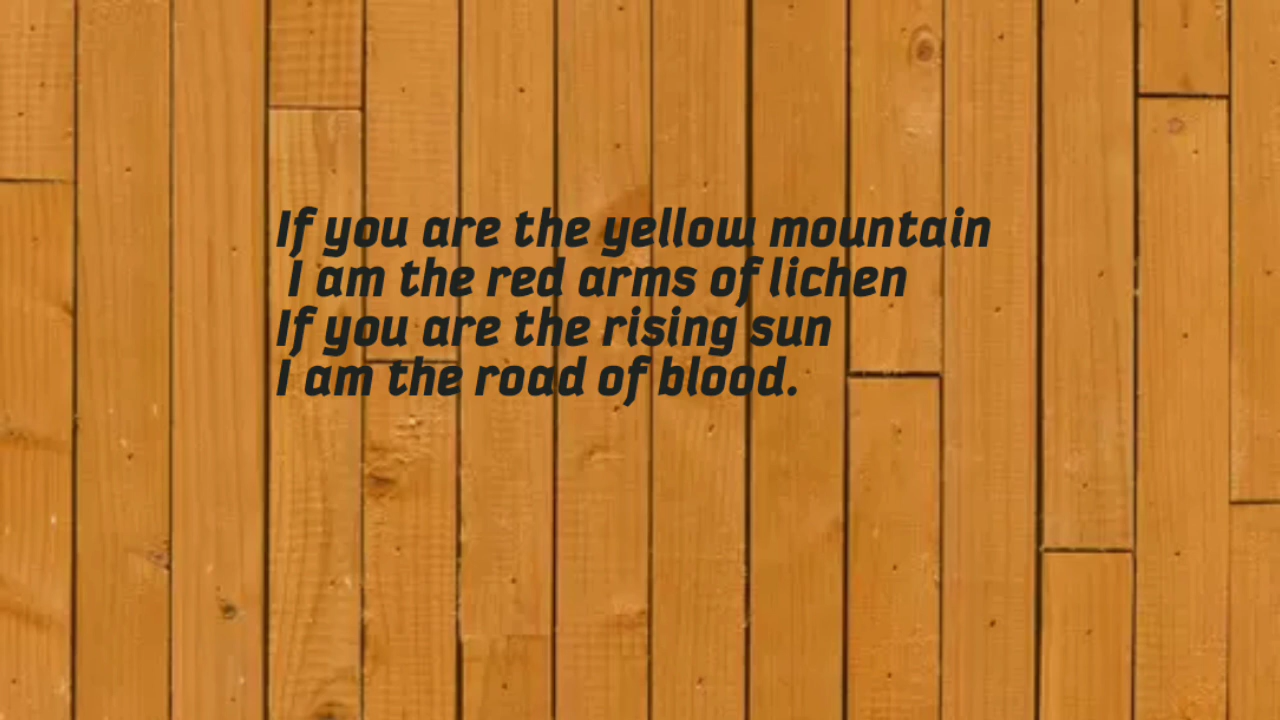 If you are the yellow mountain
I am the red arms of lichen
If you are the rising sun
I am the road of blood.